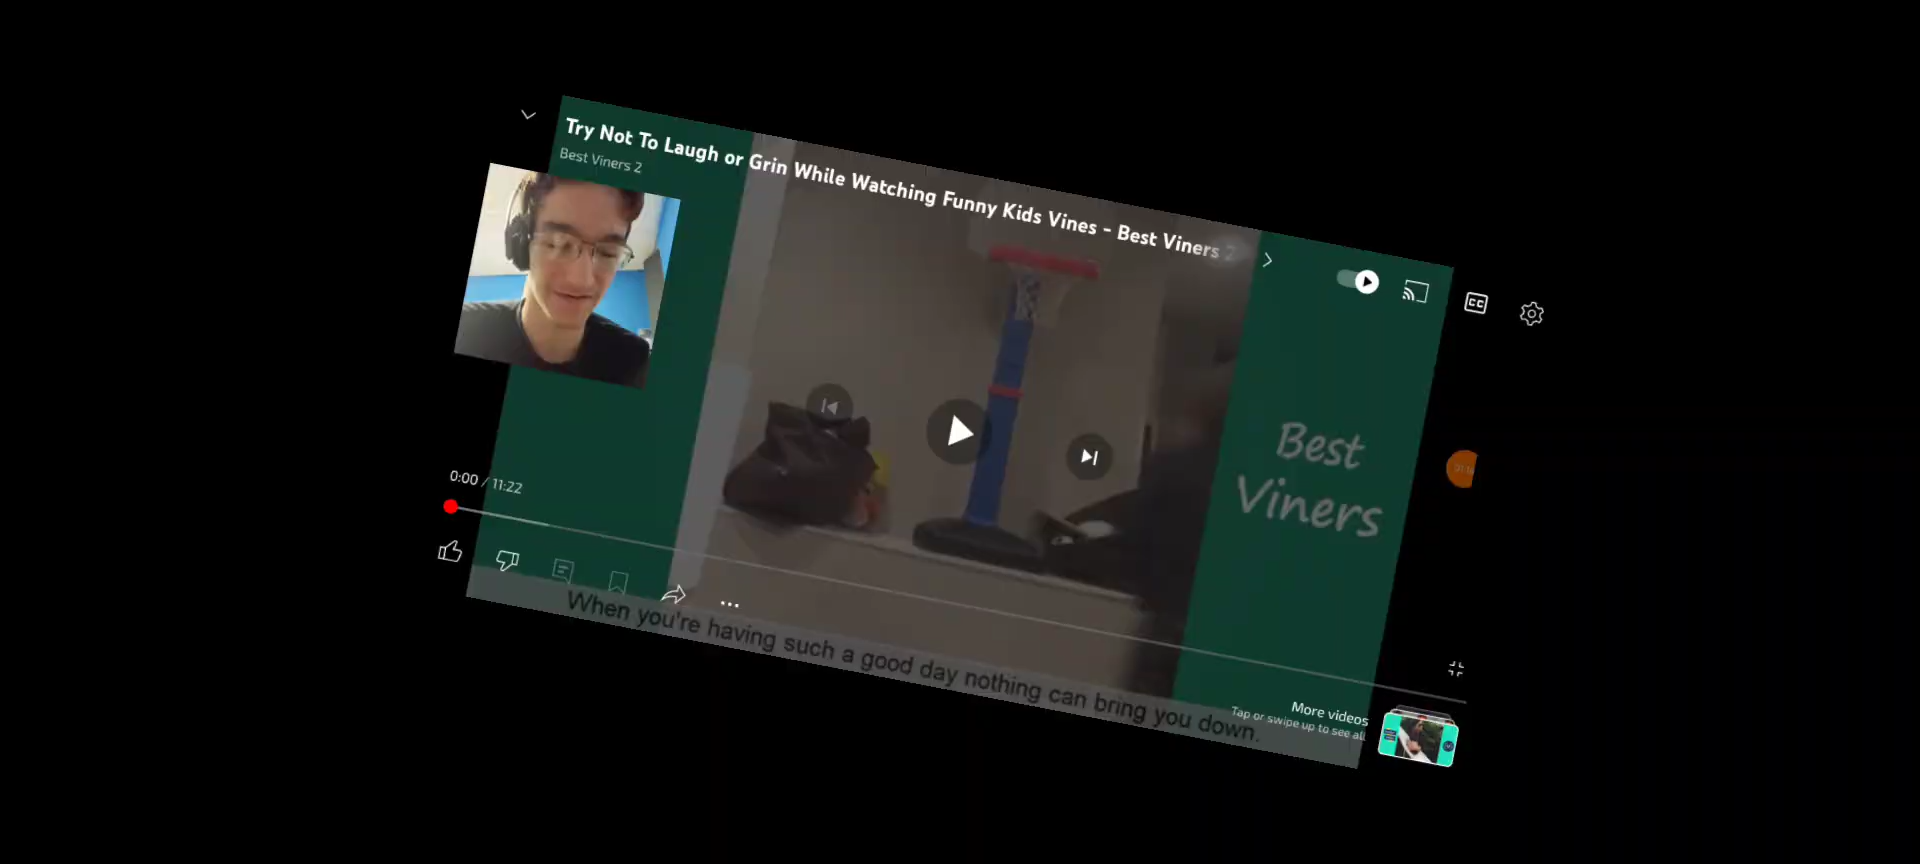 Try Not To Laugh or Grin While Watching Funny Kids Vines - Best Viners 2
Best Viners 2
CC
Best
Viners
0:00 / 11:22
When you're having such a good day nothing can bring you down.
More videos
Tap or swipe up to see all